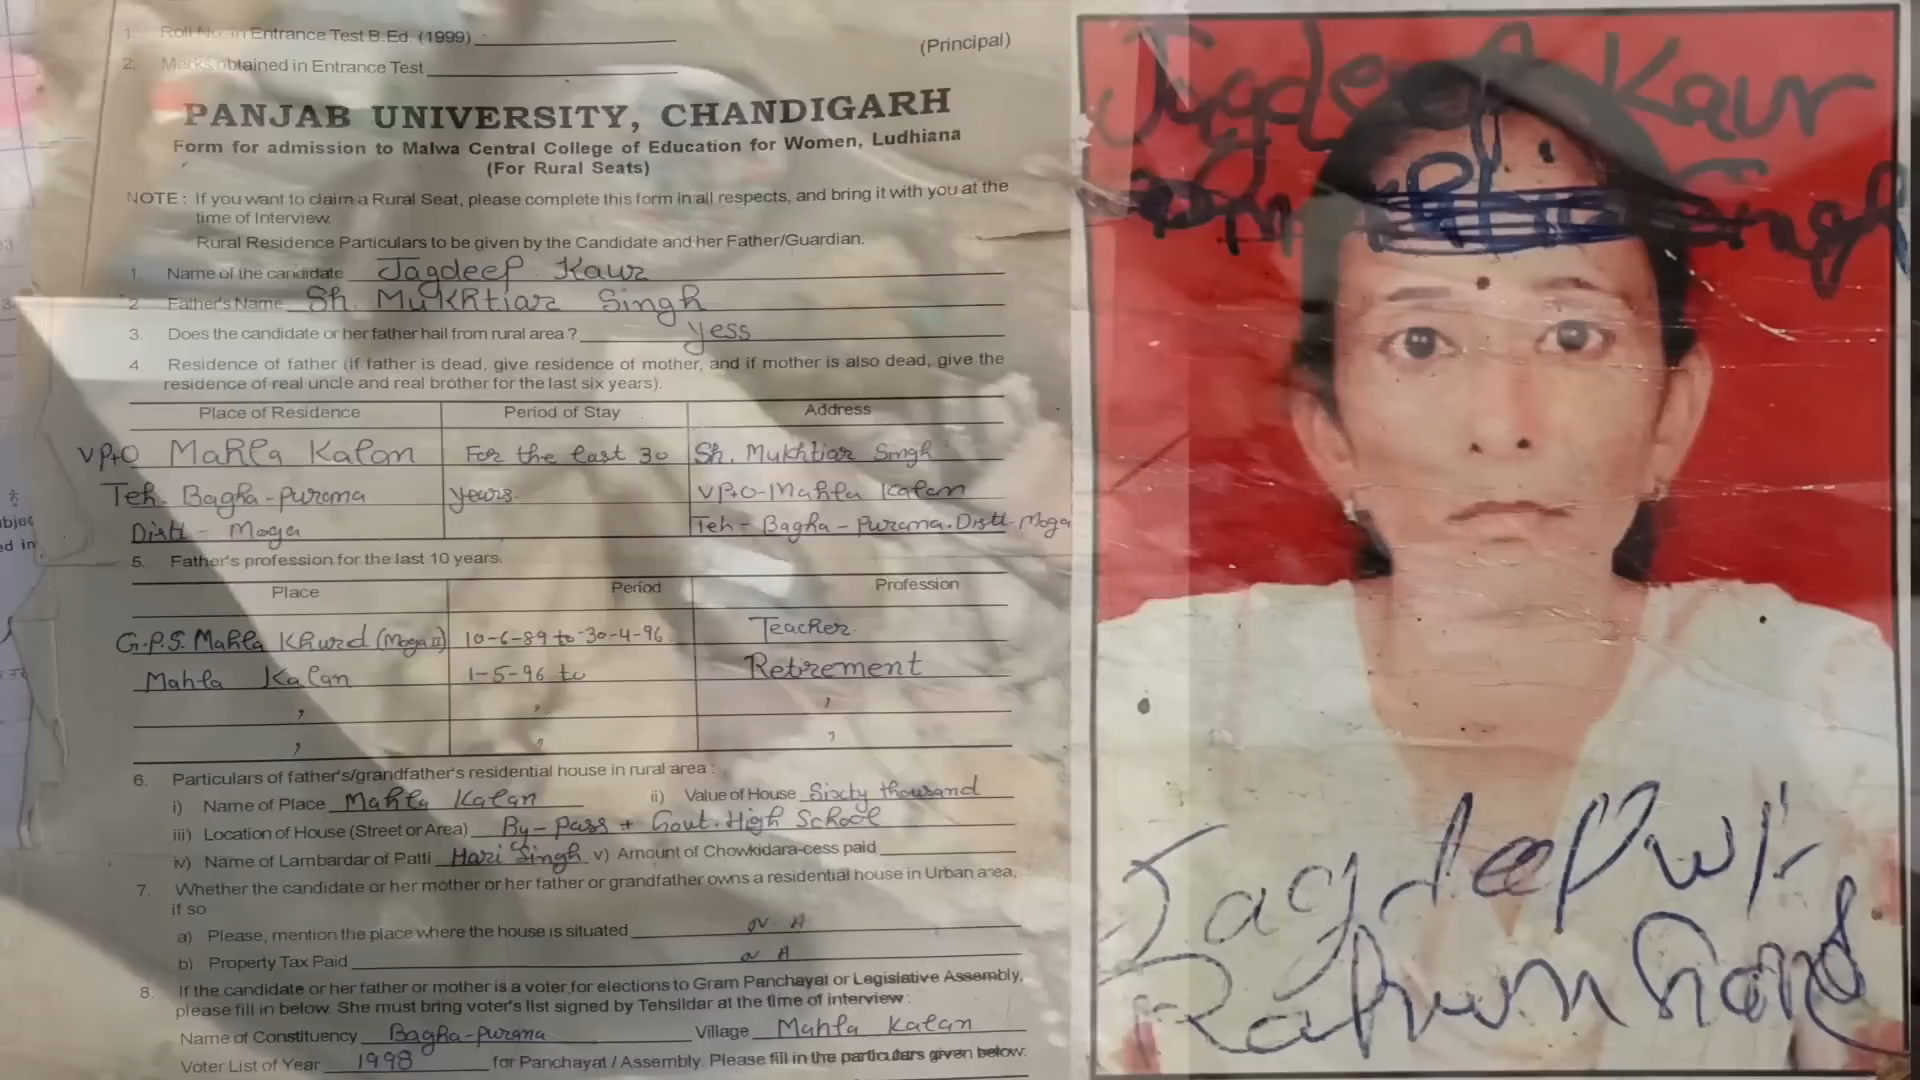 1. Roll No. in Entrance Test B.Ed. (1999)
(Principal)
2. Marks obtained in Entrance Test
PANJAB UNIVERSITY, CHANDIGARH
Form for admission to Malwa Central College of Education for Women, Ludhiana
(For Rural Seats)
NOTE : If you want to claim a Rural Seat, please complete this form in all respects, and bring it with you at the
time of Interview.
Rural Residence Particulars to be given by the Candidate and her Father/Guardian.
1. Name of the candidate Jagdeep Kaur
2. Father's Name Sh. Mukhtiar Singh
3. Does the candidate or her father hail from rural area ? yess
4. Residence of father (if father is dead, give residence of mother, and if mother is also dead, give the
residence of real uncle and real brother for the last six years).
Place of Residence Period of Stay Address
VP+O Mahla Kalan For the last 30 Sh. Mukhtiar Singh
Teh. Bagha-purana years. VP+O-Mahla Kalan
Distt - Moga Teh - Bagha - Purana. Distt - Moga
5. Father's profession for the last 10 years.
Place Period Profession
G.P.S. Mahla Khurd (Moga II) 10-6-89 to 30-4-96 Teacher
Mahla Kalan 1-5-96 to Retirement
, , ,
, , ,
6. Particulars of father's/grandfather's residential house in rural area :
i) Name of Place Mahla Kalan ii) Value of House Sixty thousand
iii) Location of House (Street or Area) By-pass + Govt. High School
iv) Name of Lambardar of Patti Hari Singh v) Amount of Chowkidara-cess paid
7. Whether the candidate or her mother or her father or grandfather owns a residential house in Urban area,
if so
a) Please, mention the place where the house is situated N A
b) Property Tax Paid N A
8. If the candidate or her father or mother is a voter for elections to Gram Panchayat or Legislative Assembly,
please fill in below. She must bring voter's list signed by Tehsildar at the time of interview :
Name of Constituency Bagha-purana Village Mahla Kalan
Voter List of Year 1998 for Panchayat / Assembly. Please fill in the particulars given below:
bjec
ed in
Jagdeep Kaur
Singh
Jagdeep w/-